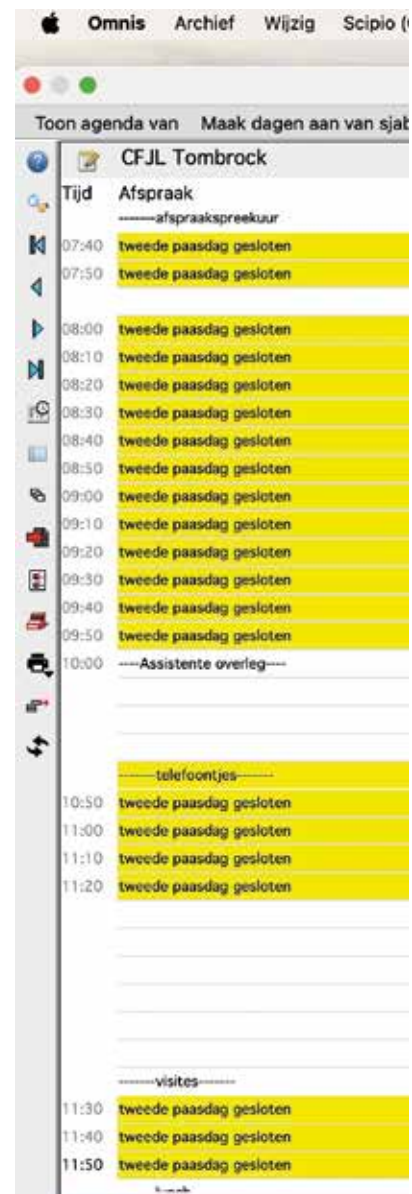 Omnis Archief Wijzig Scipio (
Toon agenda van Maak dagen aan van sjab
CFJL Tombrock
Tijd Afspraak
-------afspraakspreekuur
07:40 tweede paasdag gesloten
07:50 tweede paasdag gesloten
08:00 tweede paasdag gesloten
08:10 tweede paasdag gesloten
08:20 tweede paasdag gesloten
08:30 tweede paasdag gesloten
08:40 tweede paasdag gesloten
08:50 tweede paasdag gesloten
09:00 tweede paasdag gesloten
09:10 tweede paasdag gesloten
09:20 tweede paasdag gesloten
09:30 tweede paasdag gesloten
09:40 tweede paasdag gesloten
09:50 tweede paasdag gesloten
10:00 ----Assistente overleg----
-------telefoontjes-------
10:50 tweede paasdag gesloten
11:00 tweede paasdag gesloten
11:10 tweede paasdag gesloten
11:20 tweede paasdag gesloten
-------visites-------
11:30 tweede paasdag gesloten
11:40 tweede paasdag gesloten
11:50 tweede paasdag gesloten